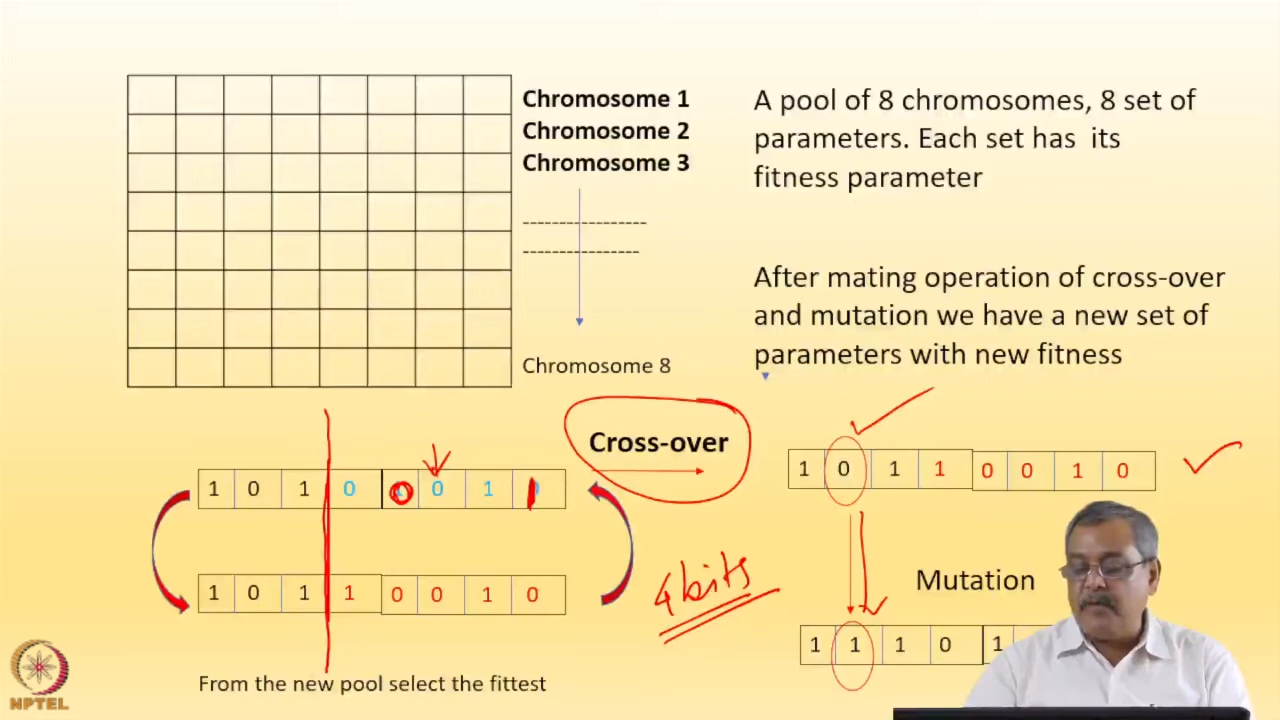 Chromosome 1
Chromosome 2
Chromosome 3
--------------------
-------------------
Chromosome 8
A pool of 8 chromosomes, 8 set of
parameters. Each set has its
fitness parameter
After mating operation of cross-over
and mutation we have a new set of
parameters with new fitness
Cross-over
1 0 1 0 0 0 1 1
1 0 1 1 0 0 1 0
4 bits
1 0 1 1 0 0 1 0
Mutation
1 1 1 0 1
From the new pool select the fittest
NPTEL